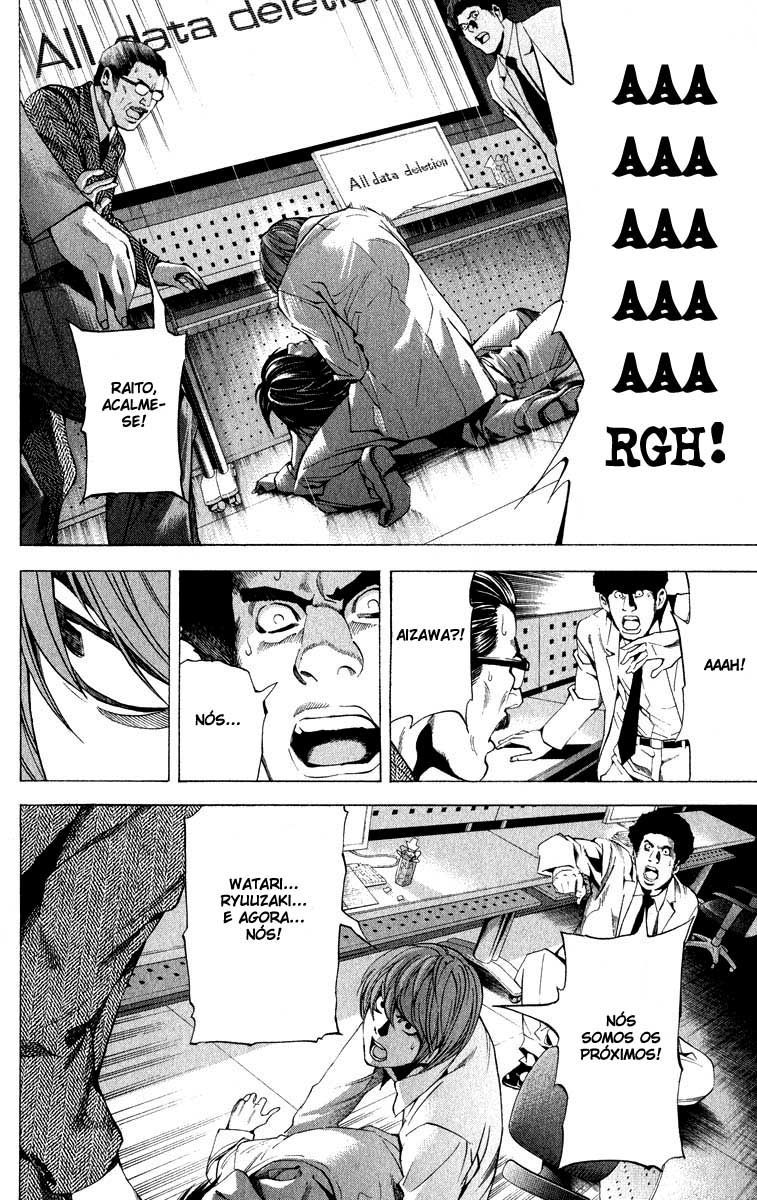 All data deletion
AAA
AAA
AAA
AAA
AAA
RGH!
All data deletion
RAITO,
ACALME-
SE!
AAAH!
AIZAWA?!
NÓS...
WATARI...
RYUUZAKI...
E AGORA...
NÓS!
NÓS
SOMOS OS
PRÓXIMOS!